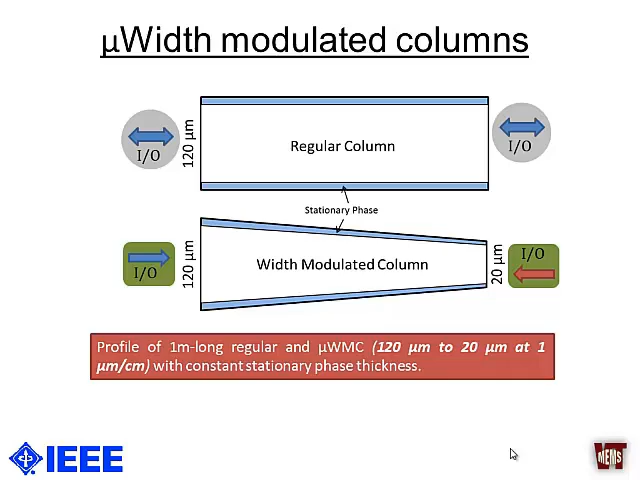 μWidth modulated columns
I/O
120 μm
Regular Column
I/O
Stationary Phase
I/O
120 μm
Width Modulated Column
20 μm
I/O
Profile of 1m-long regular and μWMC (120 μm to 20 μm at 1
μm/cm) with constant stationary phase thickness.
IEEE
VT
MEMS